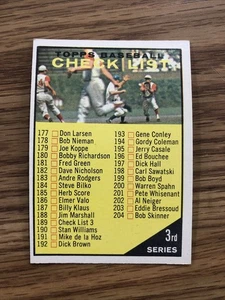 TOPPS BASEBALL
CHECK LIST
177 Don Larsen
178 Bob Nieman
179 Joe Koppe
180 Bobby Richardson
181 Fred Green
182 Dave Nicholson
183 Andre Rodgers
184 Steve Bilko
185 Herb Score
186 Elmer Valo
187 Billy Klaus
188 Jim Marshall
189 Check List 3
190 Stan Williams
191 Mike de la Hoz
192 Dick Brown
193 Gene Conley
194 Gordy Coleman
195 Jerry Casale
196 Ed Bouchee
197 Dick Hall
198 Carl Sawatski
199 Bob Boyd
200 Warren Spahn
201 Pete Whisenant
202 Al Neiger
203 Eddie Bressoud
204 Bob Skinner
3rd
SERIES